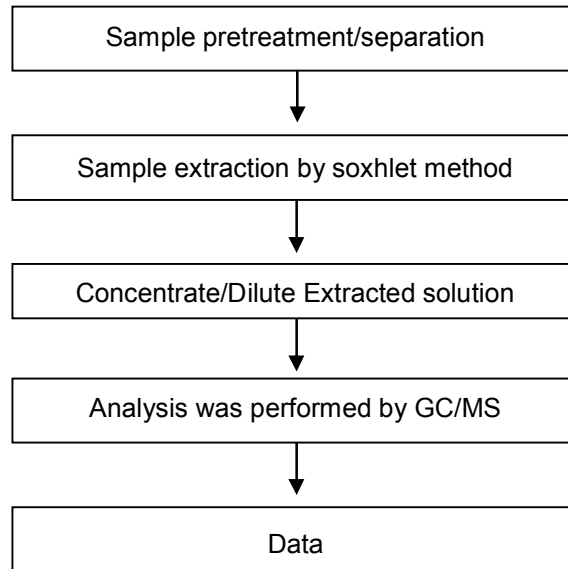 Sample pretreatment/separation
Sample extraction by soxhlet method
Concentrate/Dilute Extracted solution
Analysis was performed by GC/MS
Data